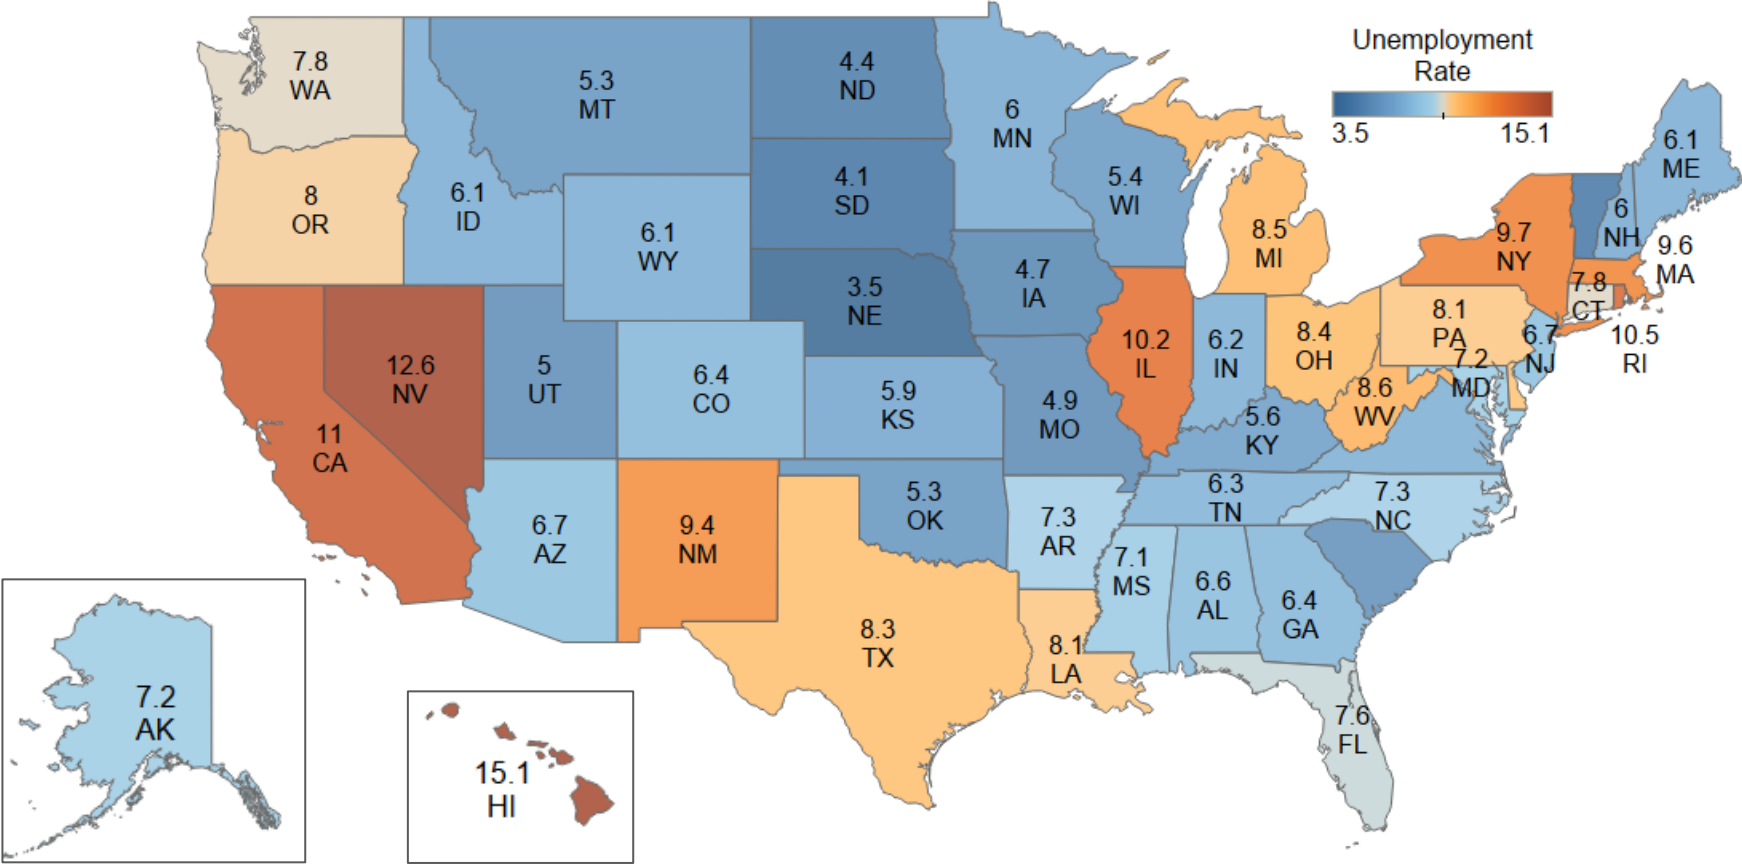 Unemployment
Rate
3.5
15.1
7.8
WA
5.3
MT
4.4
ND
6
MN
6.1
ME
8
OR
6.1
ID
4.1
SD
5.4
WI
6
NH
6.1
WY
8.5
MI
9.7
NY
9.6
MA
3.5
NE
4.7
IA
7.8
CT
8.1
PA
12.6
NV
5
UT
6.4
CO
5.9
KS
10.2
IL
6.2
IN
8.4
OH
6.7
NJ
10.5
RI
7.2
MD
8.6
WV
11
CA
4.9
MO
5.6
KY
6.7
AZ
9.4
NM
5.3
OK
7.3
AR
6.3
TN
7.3
NC
7.1
MS
6.6
AL
6.4
GA
8.3
TX
8.1
LA
7.6
FL
7.2
AK
15.1
HI